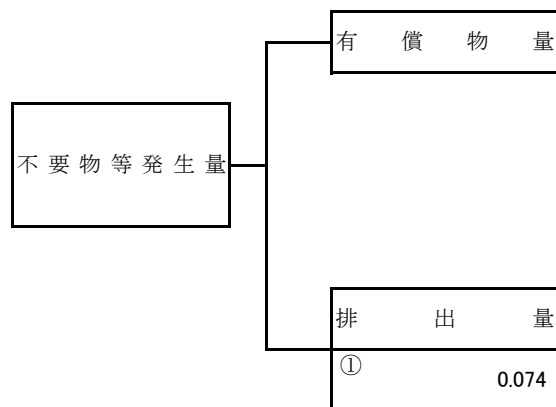 有償物量
不要物等発生量
排出量
①
0.074